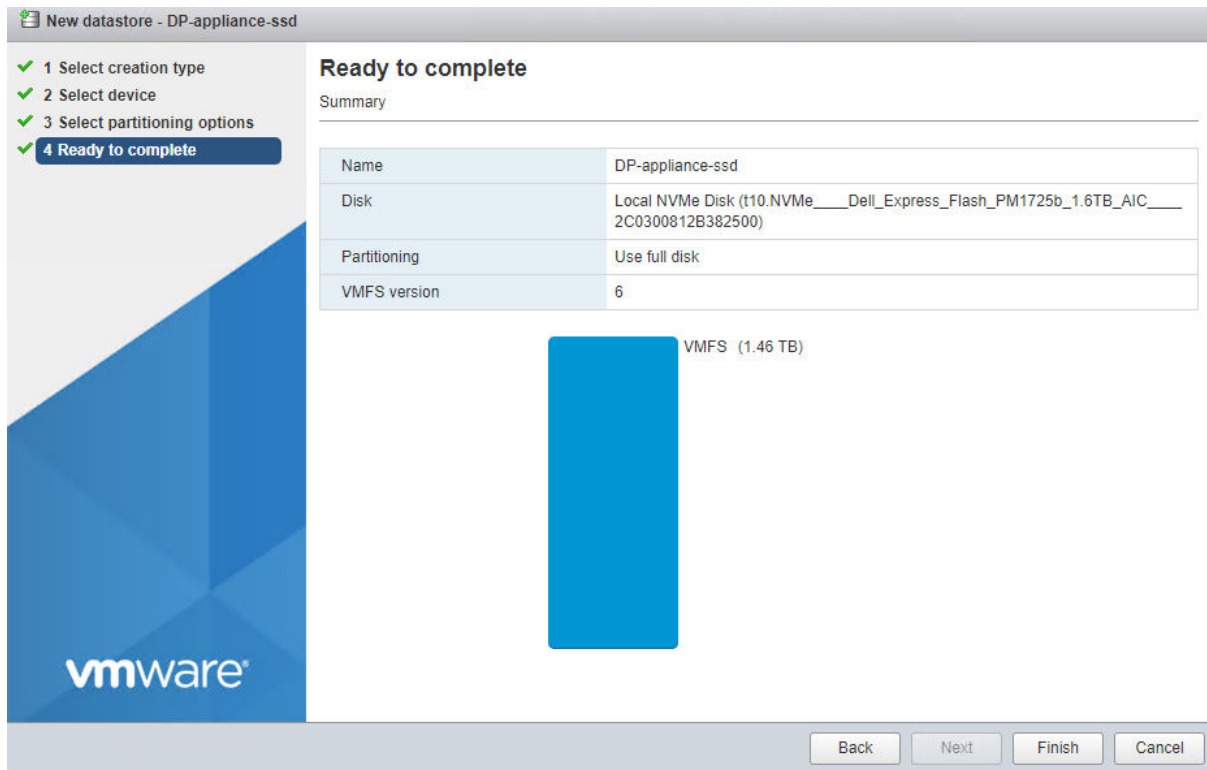 New datastore - DP-appliance-ssd
1 Select creation type
2 Select device
3 Select partitioning options
4 Ready to complete
Ready to complete
Summary
Name DP-appliance-ssd
Disk Local NVMe Disk (t10.NVMe____Dell_Express_Flash_PM1725b_1.6TB_AIC____
2C0300812B382500)
Partitioning Use full disk
VMFS version 6
VMFS (1.46 TB)
vmware®
Back Next Finish Cancel